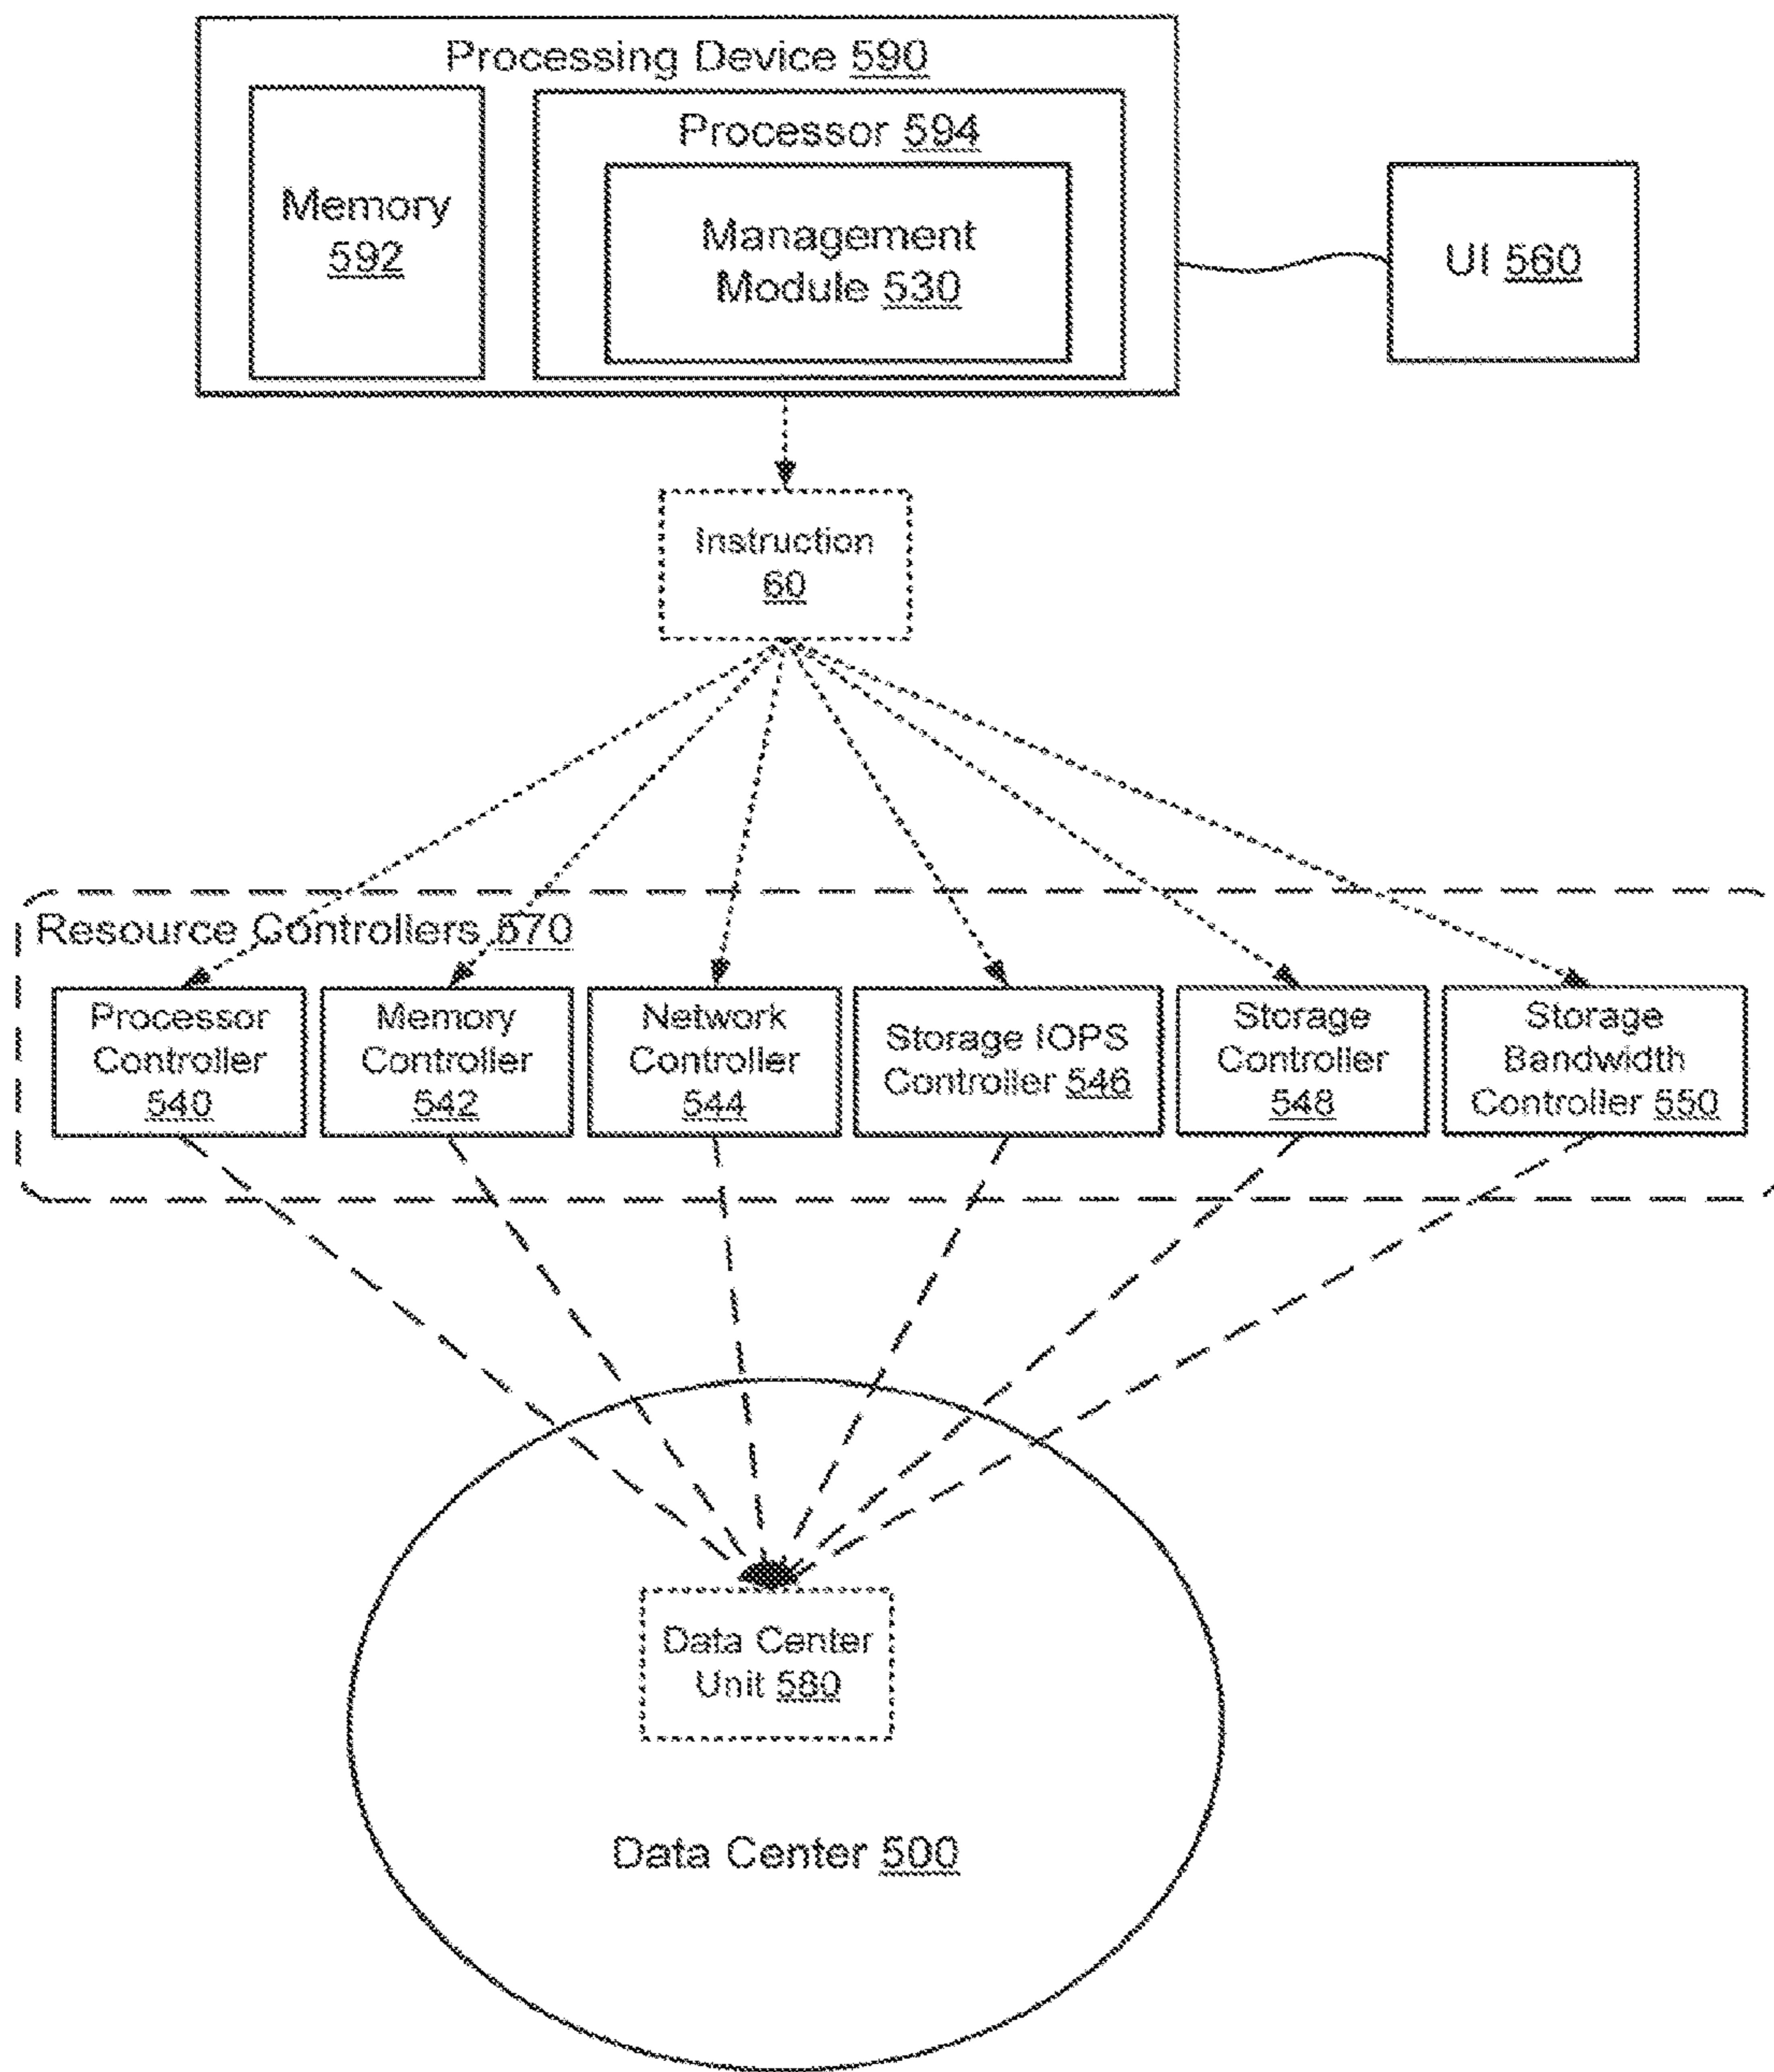 Processing Device 590
Processor 594
Memory
592
Management
Module 530
UI 560
Instruction
60
Resource Controllers 570
Processor
Controller
540
Memory
Controller
542
Network
Controller
544
Storage IOPS
Controller 546
Storage
Controller
548
Storage
Bandwidth
Controller 550
Data Center
Unit 580
Data Center 500